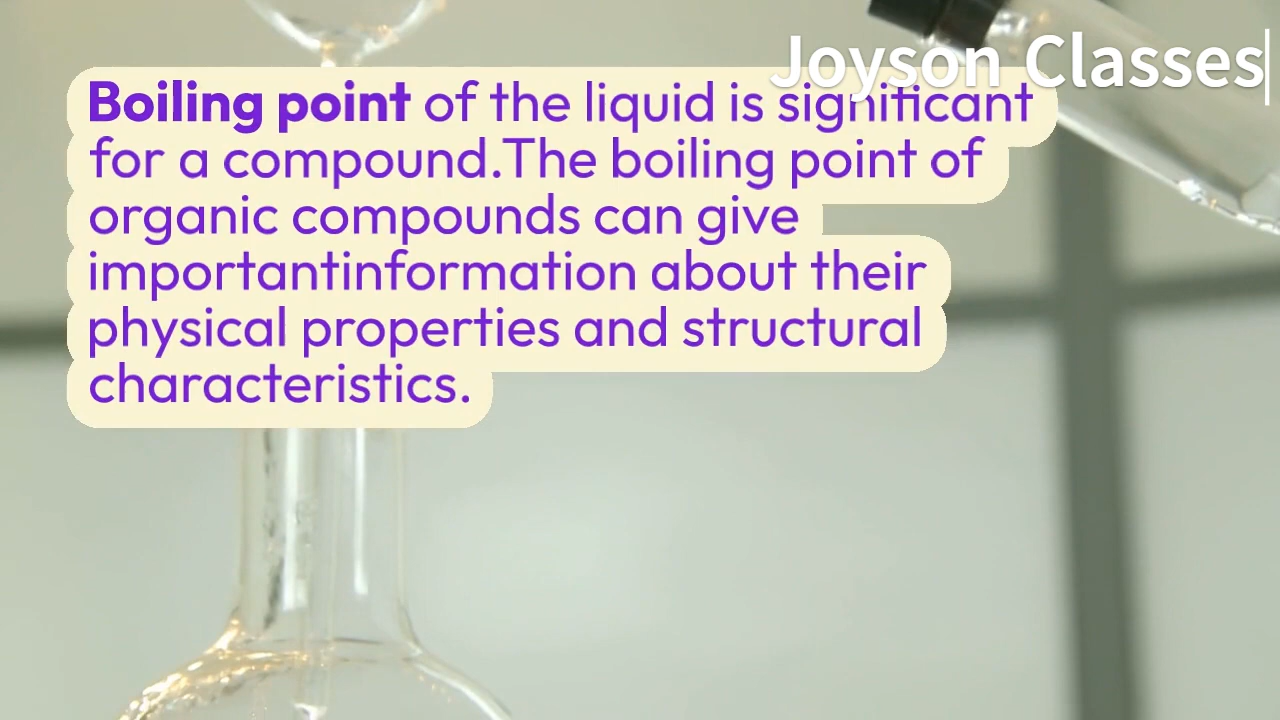 Joyson Classes
Boiling point of the liquid is significant
for a compound.The boiling point of
organic compounds can give
importantinformation about their
physical properties and structural
characteristics.